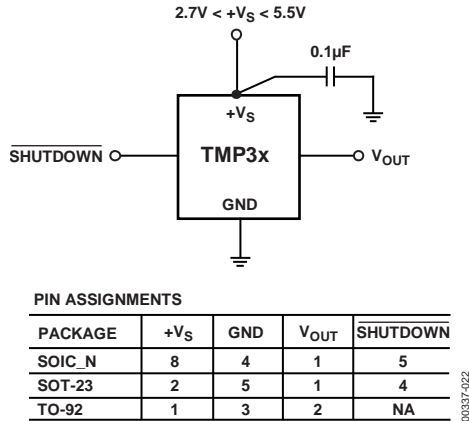 2.7V < +VS < 5.5V
0.1µF
+VS
SHUTDOWN
TMP3x
VOUT
GND
PIN ASSIGNMENTS
PACKAGE +VS GND VOUT SHUTDOWN
SOIC_N 8 4 1 5
SOT-23 2 5 1 4
TO-92 1 3 2 NA
00337-022